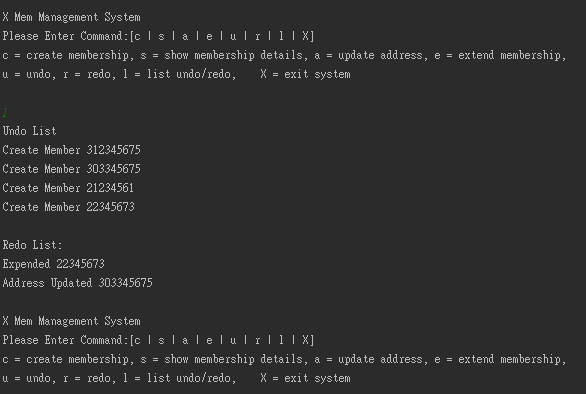 X Mem Management System
Please Enter Command:[c | s | a | e | u | r | l | X]
c = create membership, s = show membership details, a = update address, e = extend membership,
u = undo, r = redo, l = list undo/redo,    X = exit system
l
Undo List
Create Member 312345675
Create Member 303345675
Create Member 21234561
Create Member 22345673
Redo List:
Expended 22345673
Address Updated 303345675
X Mem Management System
Please Enter Command:[c | s | a | e | u | r | l | X]
c = create membership, s = show membership details, a = update address, e = extend membership,
u = undo, r = redo, l = list undo/redo,    X = exit system